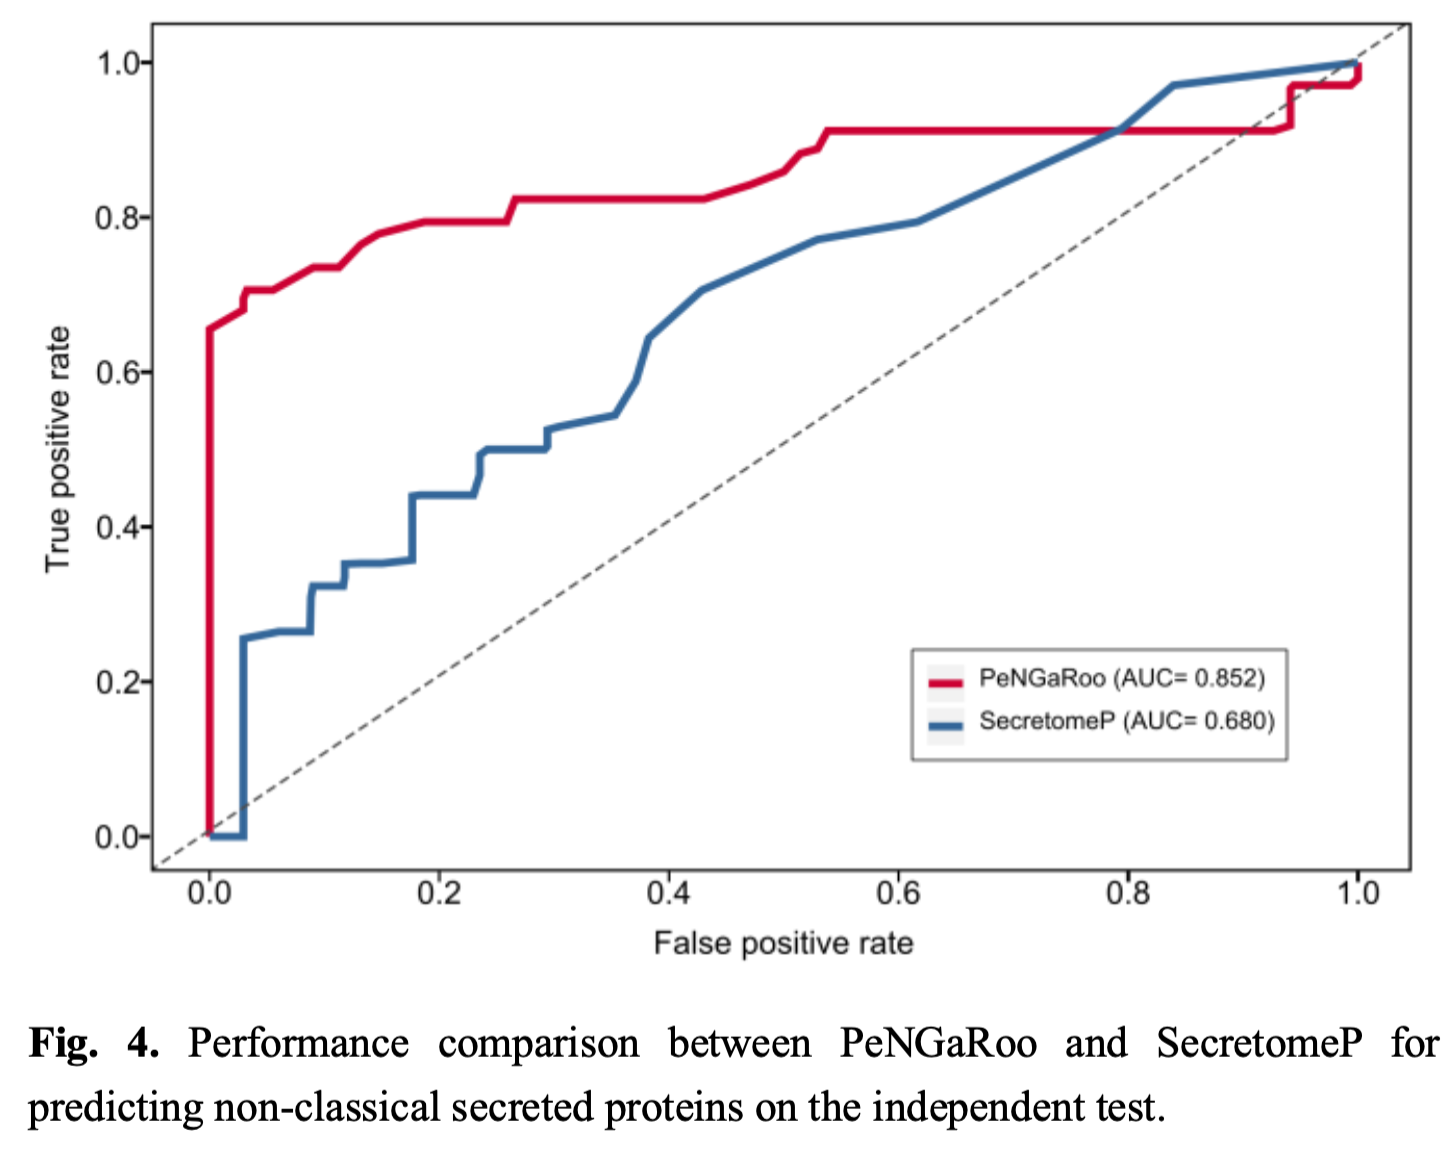 1.0
0.8
0.6
0.4
0.2
0.0
True positive rate
PeNGaRoo (AUC= 0.852)
SecretomeP (AUC= 0.680)
0.0 0.2 0.4 0.6 0.8 1.0
False positive rate
Fig. 4. Performance comparison between PeNGaRoo and SecretomeP for
predicting non-classical secreted proteins on the independent test.